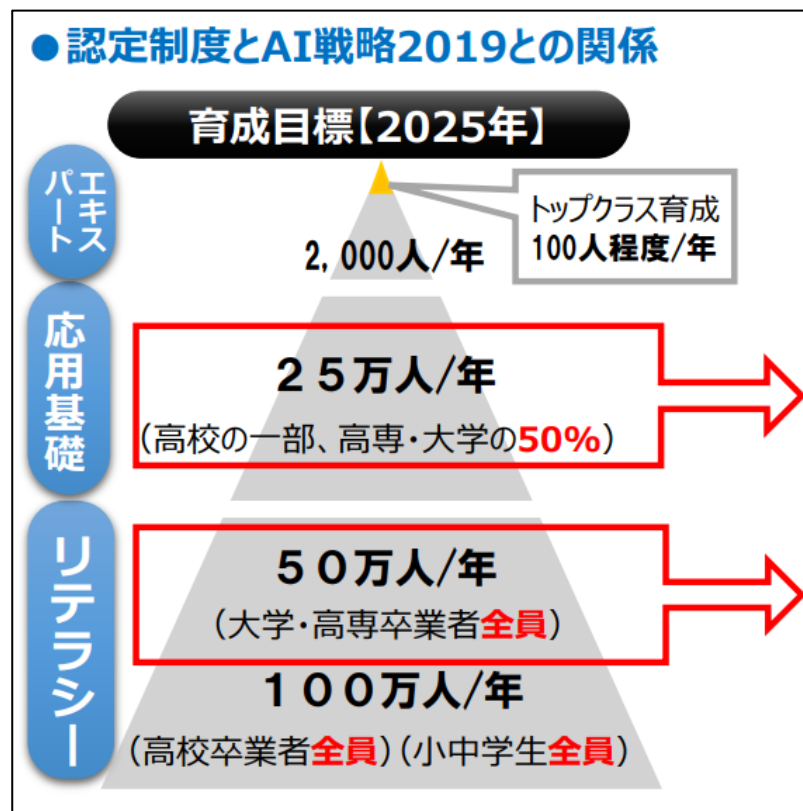 ●認定制度とAI戦略2019との関係
育成目標【2025年】
エキスパート
トップクラス育成
100人程度/年
2,000人/年
応用基礎
２５万人/年
（高校の一部、高専・大学の50%）
リテラシー
５０万人/年
（大学・高専卒業者全員）
１００万人/年
（高校卒業者全員）（小中学生全員）